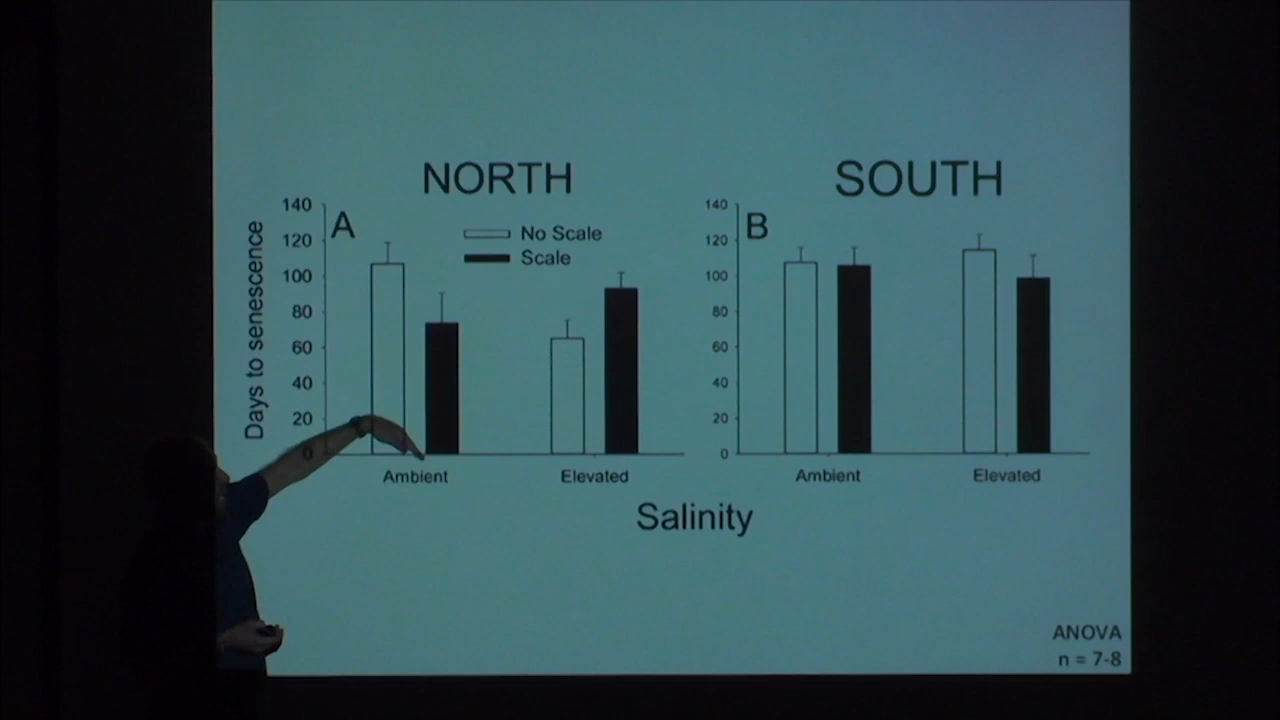 NORTH
SOUTH
A
B
No Scale
Scale
Days to senescence
140
120
100
80
60
40
20
0
140
120
100
80
60
40
20
0
Ambient
Elevated
Ambient
Elevated
Salinity
ANOVA
n = 7-8